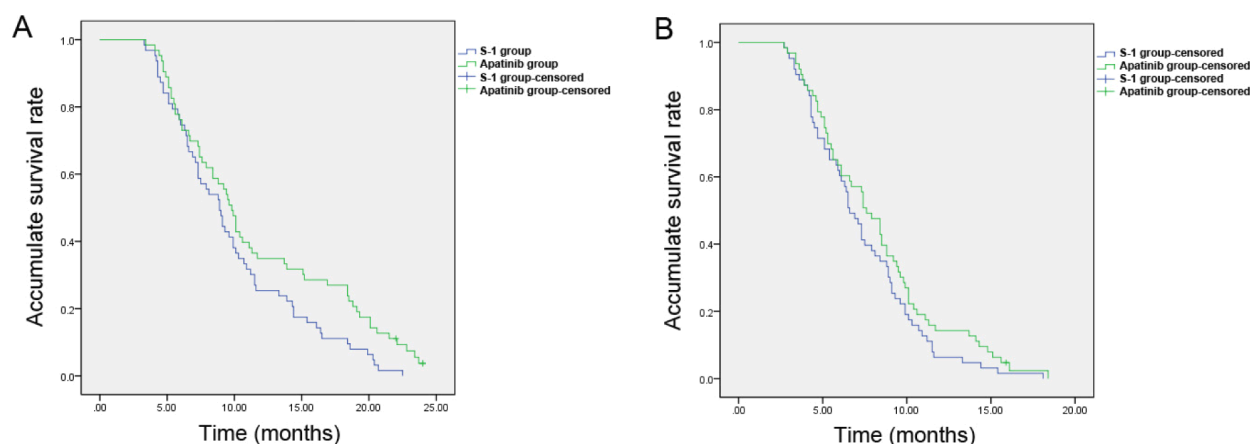 A
Accumulate survival rate
1.0
0.8
0.6
0.4
0.2
0.0
.00
5.00
10.00
15.00
20.00
25.00
Time (months)
S-1 group
Apatinib group
S-1 group-censored
Apatinib group-censored
B
Accumulate survival rate
1.0
0.8
0.6
0.4
0.2
0.0
.00
5.00
10.00
15.00
20.00
Time (months)
S-1 group-censored
Apatinib group-censored
S-1 group-censored
Apatinib group-censored